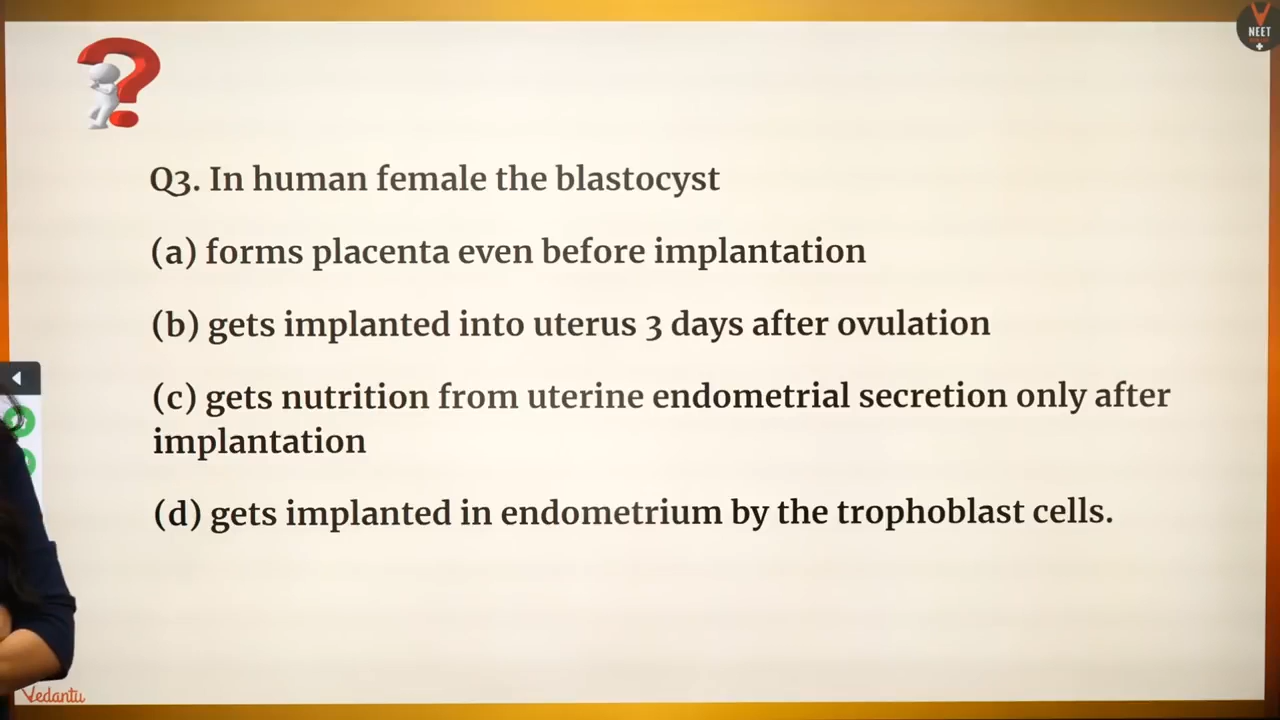 NEET
Q3. In human female the blastocyst
(a) forms placenta even before implantation
(b) gets implanted into uterus 3 days after ovulation
(c) gets nutrition from uterine endometrial secretion only after
implantation
(d) gets implanted in endometrium by the trophoblast cells.
Vedantu